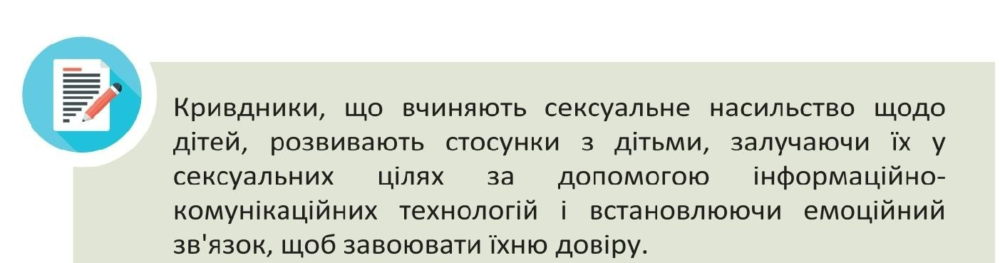 Кривдники, що вчиняють сексуальне насильство щодо
дітей, розвивають стосунки з дітьми, залучаючи їх у
сексуальних цілях за допомогою інформаційно-
комунікаційних технологій і встановлюючи емоційний
зв'язок, щоб завоювати їхню довіру.